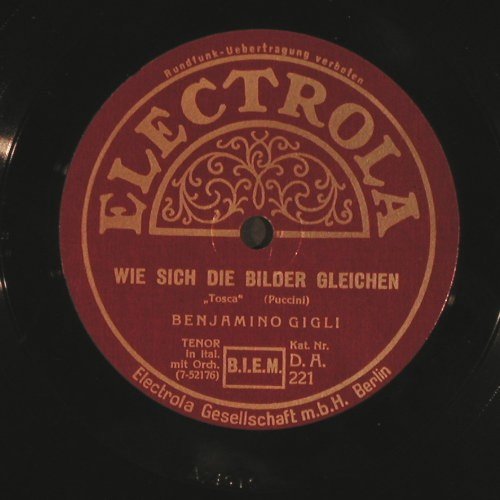 Rundfunk-Uebertragung verboten
ELECTROLA
WIE SICH DIE BILDER GLEICHEN
„Tosca“ (Puccini)
BENJAMINO GIGLI
TENOR
in Ital.
mit Orch.
(7-52176)
B.I.E.M.
Kat. Nr.
D. A.
221
Electrola Gesellschaft m.b.H. Berlin